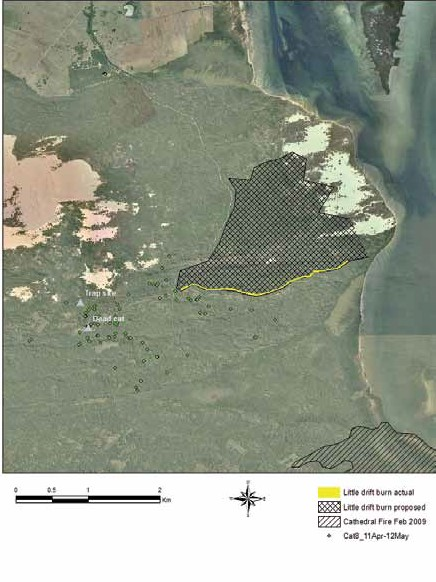 Trap site
Dead cat
0 0.5 1 2
Km
Little drift burn actual
Little drift burn proposed
Cathedral Fire Feb 2009
Cat8_11Apr-12May